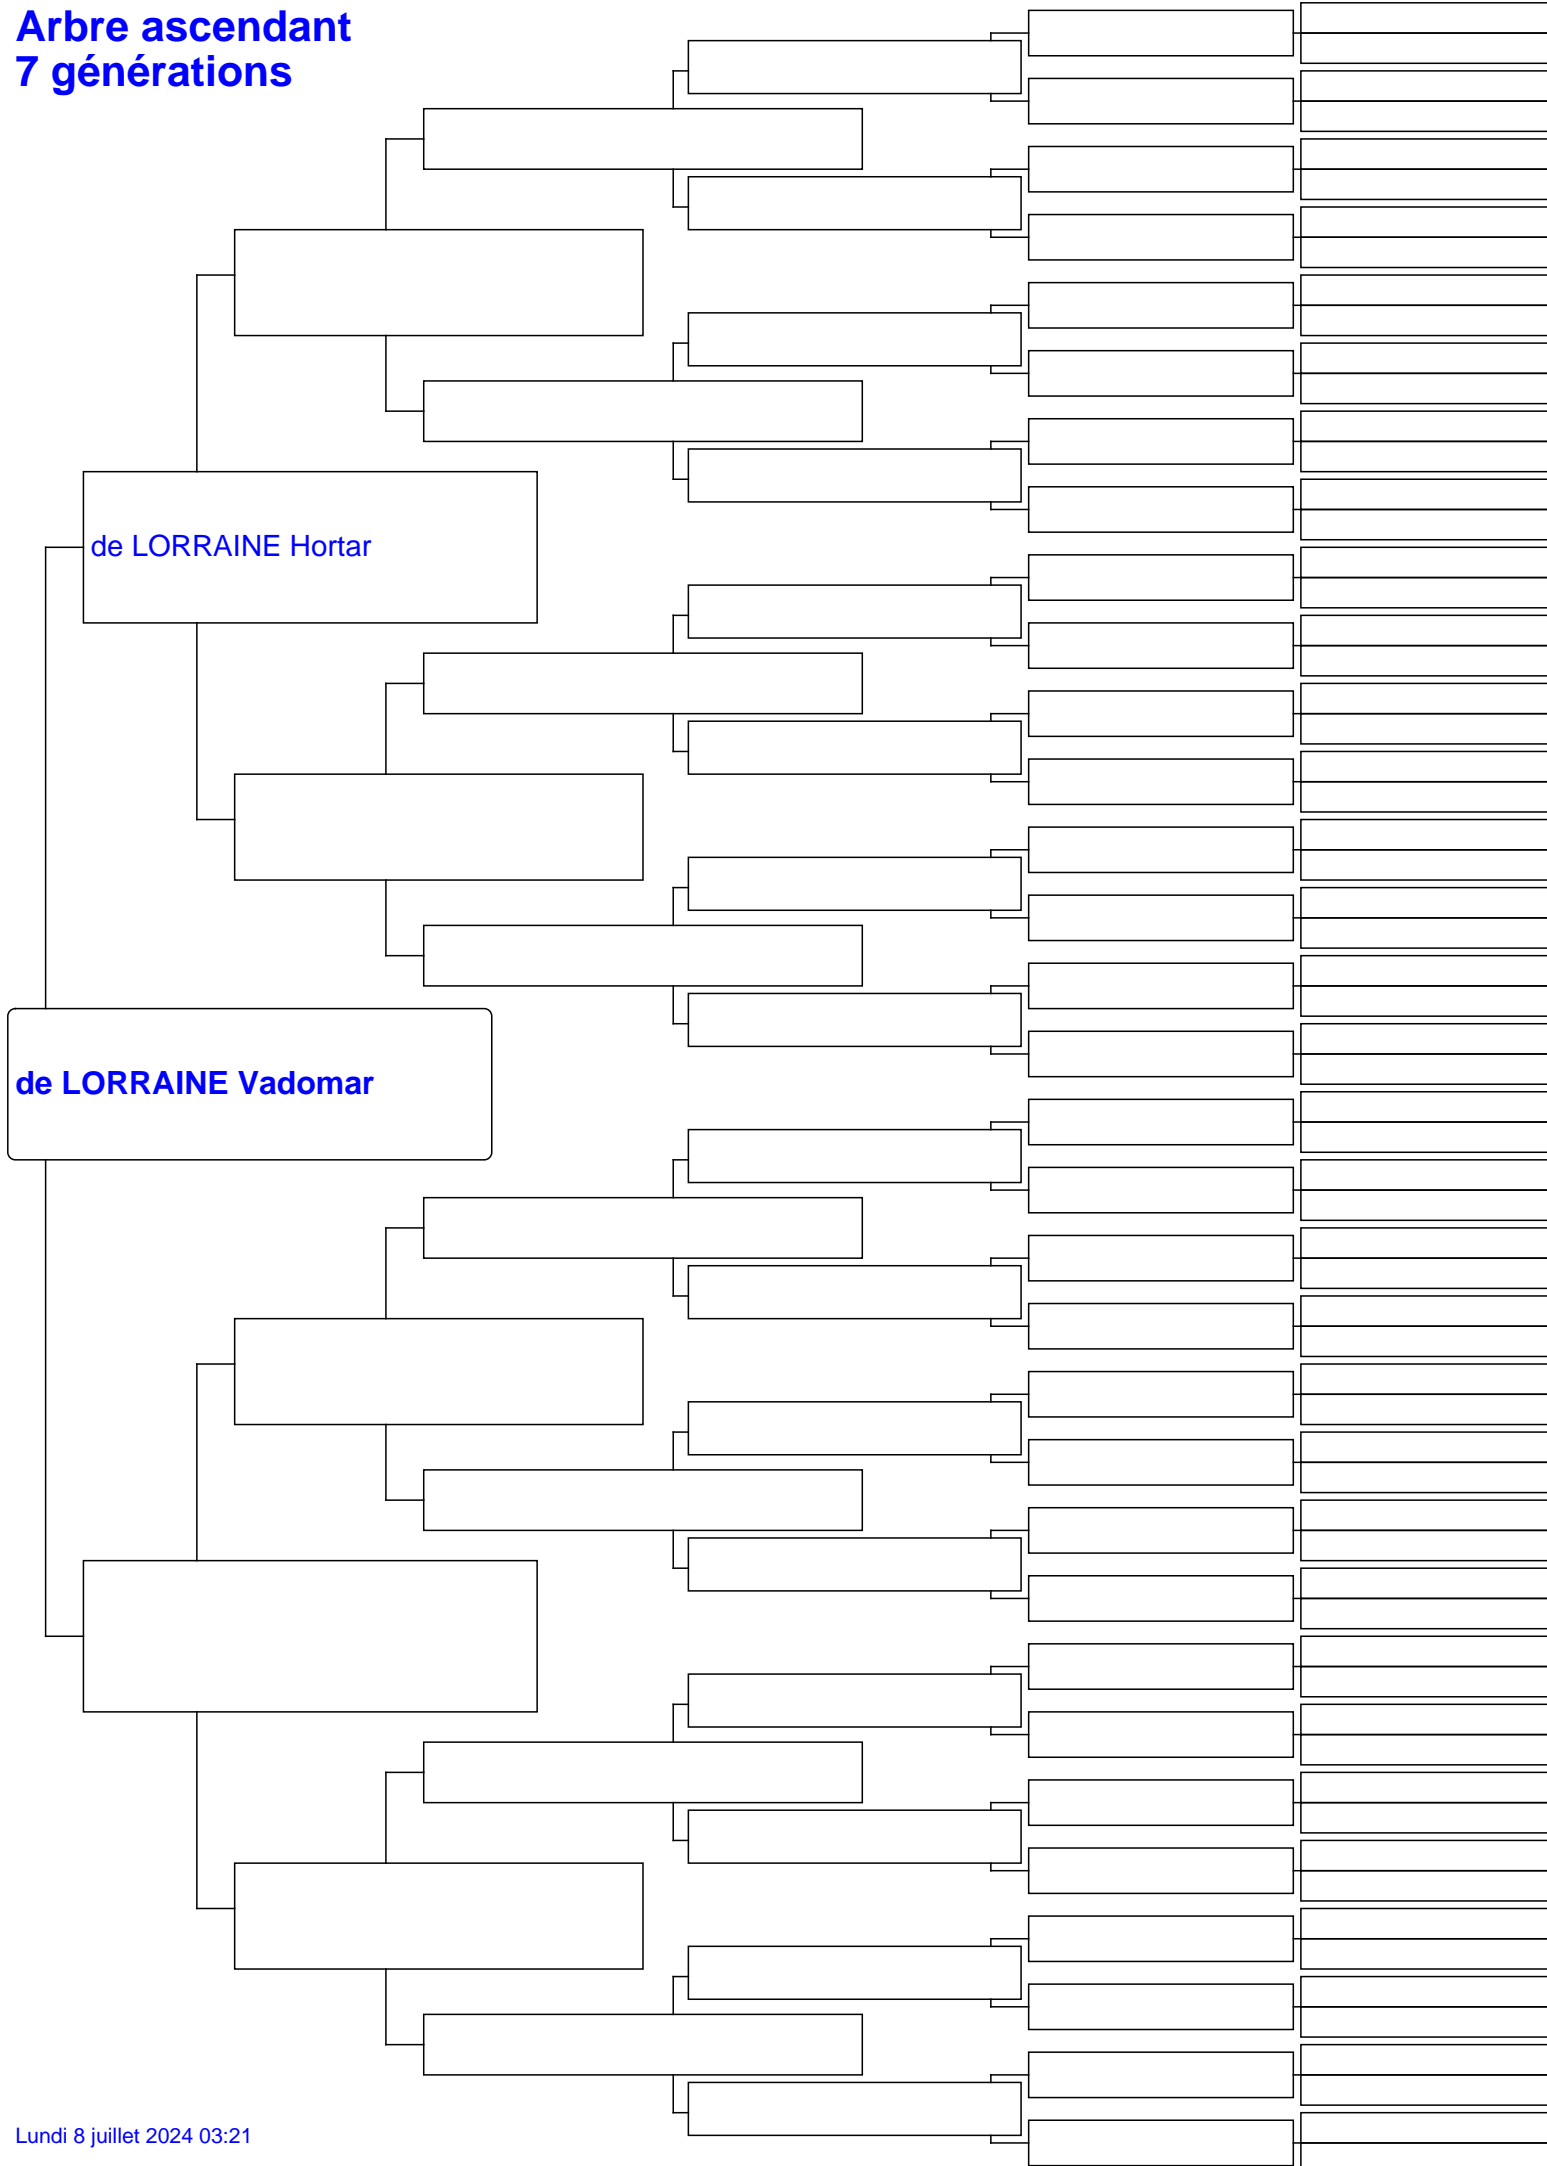 Arbre ascendant
7 générations
de LORRAINE Hortar
de LORRAINE Vadomar
Lundi 8 juillet 2024 03:21